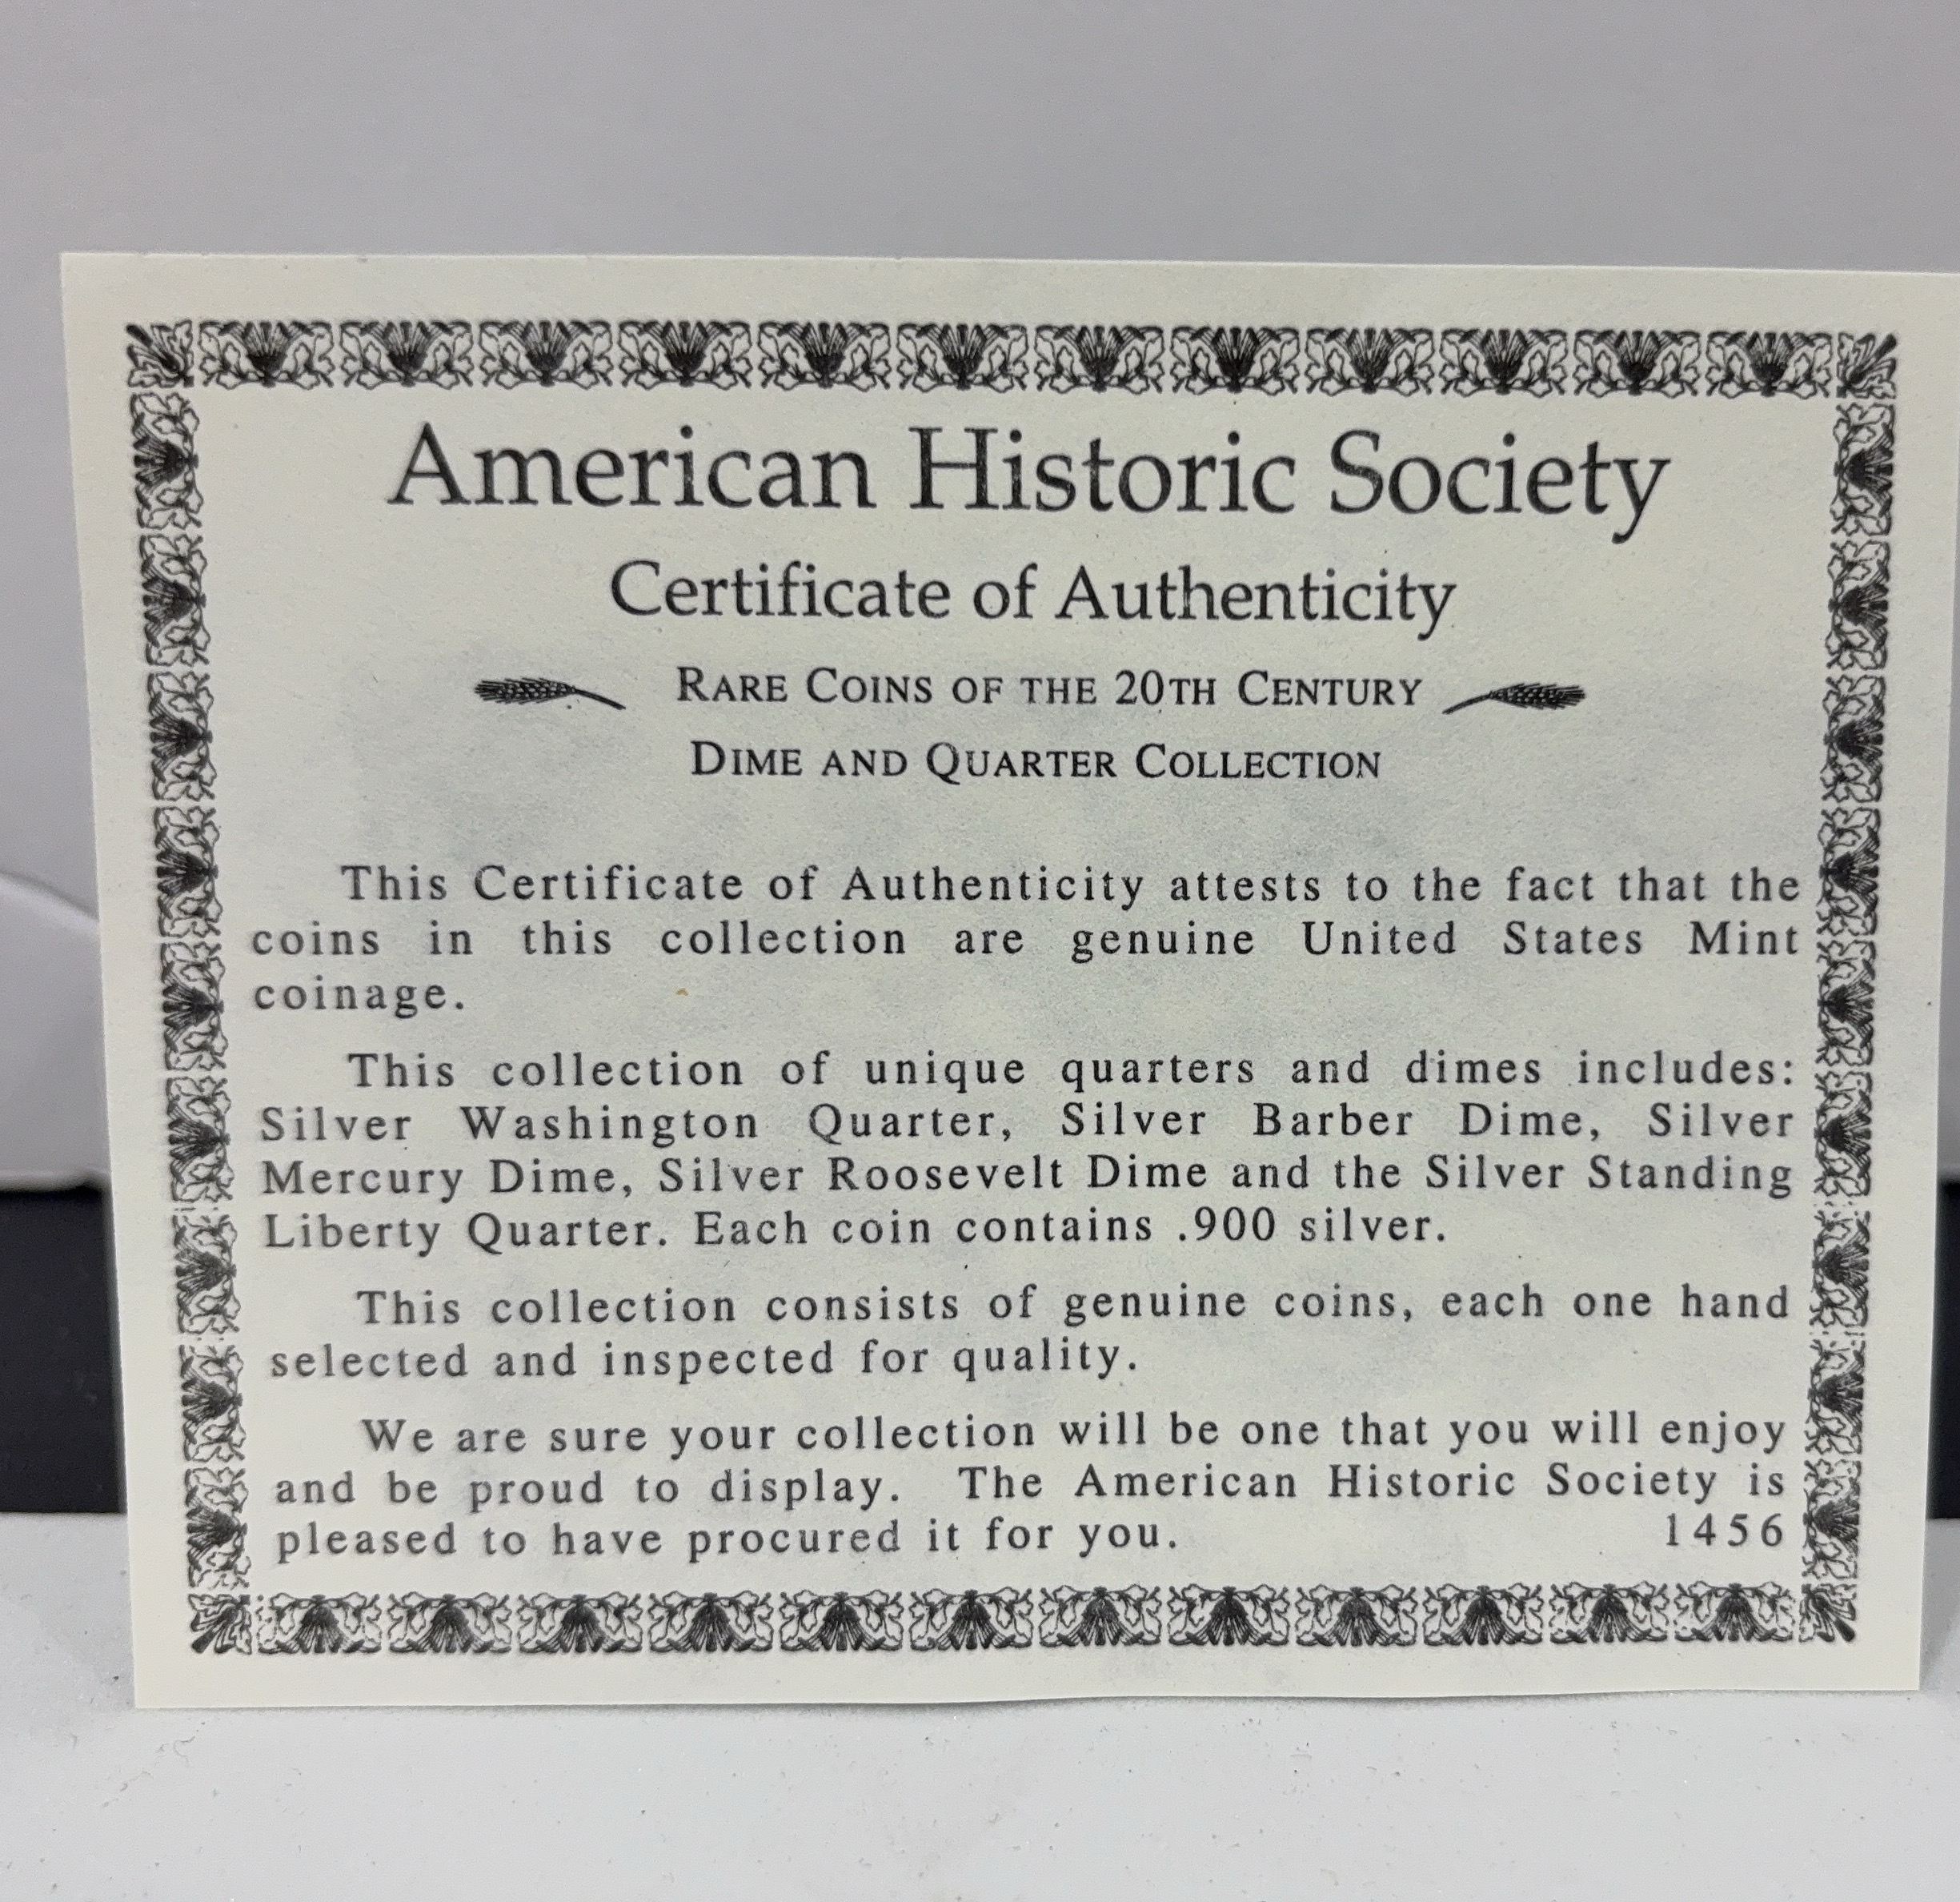 American Historic Society
Certificate of Authenticity
RARE COINS OF THE 20TH CENTURY
DIME AND QUARTER COLLECTION
This Certificate of Authenticity attests to the fact that the
coins in this collection are genuine United States Mint
coinage.
This collection of unique quarters and dimes includes:
Silver Washington Quarter, Silver Barber Dime, Silver
Mercury Dime, Silver Roosevelt Dime and the Silver Standing
Liberty Quarter. Each coin contains .900 silver.
This collection consists of genuine coins, each one hand
selected and inspected for quality.
We are sure your collection will be one that you will enjoy
and be proud to display. The American Historic Society is
pleased to have procured it for you. 1456